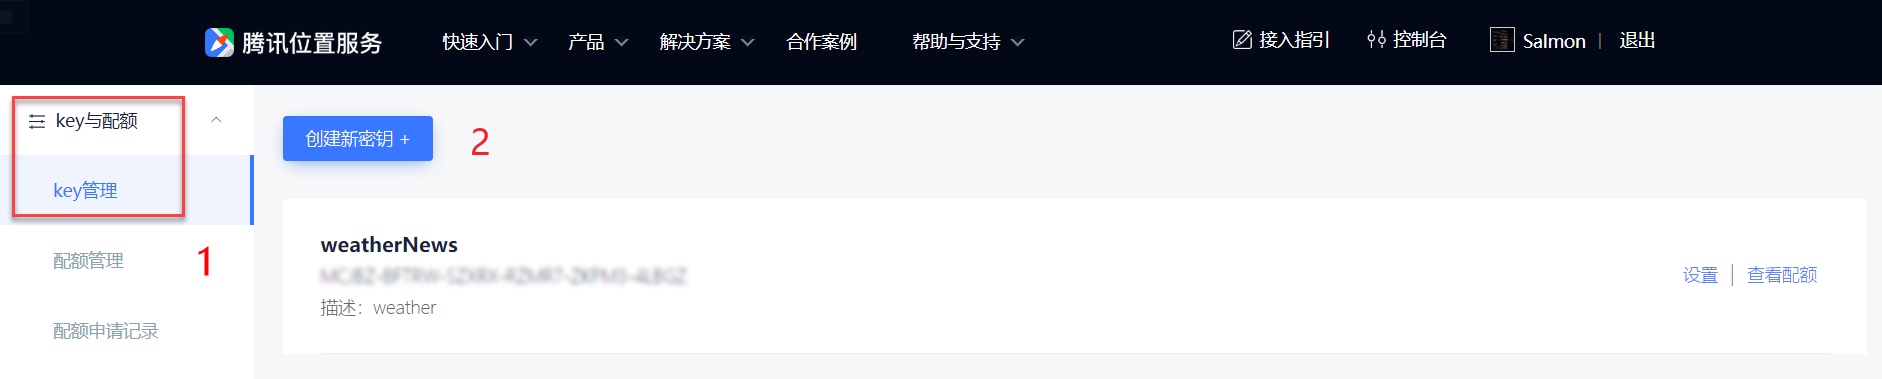 腾讯位置服务 快速入门 产品 解决方案 合作案例 帮助与支持 接入指引 控制台 Salmon | 退出
key与配额
创建新密钥 +
2
key管理
weatherNews
配额管理
1
设置 | 查看配额
描述：weather
配额申请记录